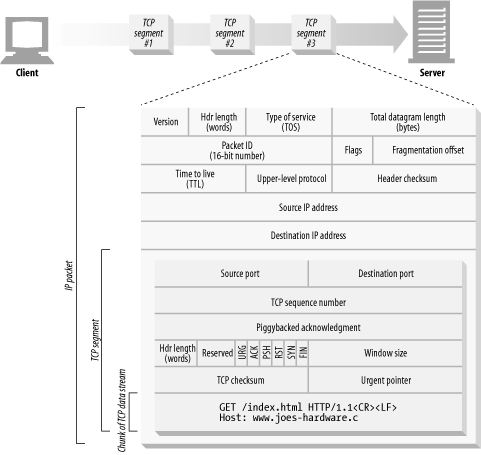 TCP segment #1
TCP segment #2
TCP segment #3
Client
Server
Version
Hdr length (words)
Type of service (TOS)
Total datagram length (bytes)
Packet ID (16-bit number)
Flags
Fragmentation offset
Time to live (TTL)
Upper-level protocol
Header checksum
Source IP address
Destination IP address
Source port
Destination port
TCP sequence number
Piggybacked acknowledgment
Hdr length (words)
Reserved
URG
ACK
PSH
RST
SYN
FIN
Window size
TCP checksum
Urgent pointer
GET /index.html HTTP/1.1<CR><LF>
Host: www.joes-hardware.c
IP packet
TCP segment
Chunk of TCP data stream